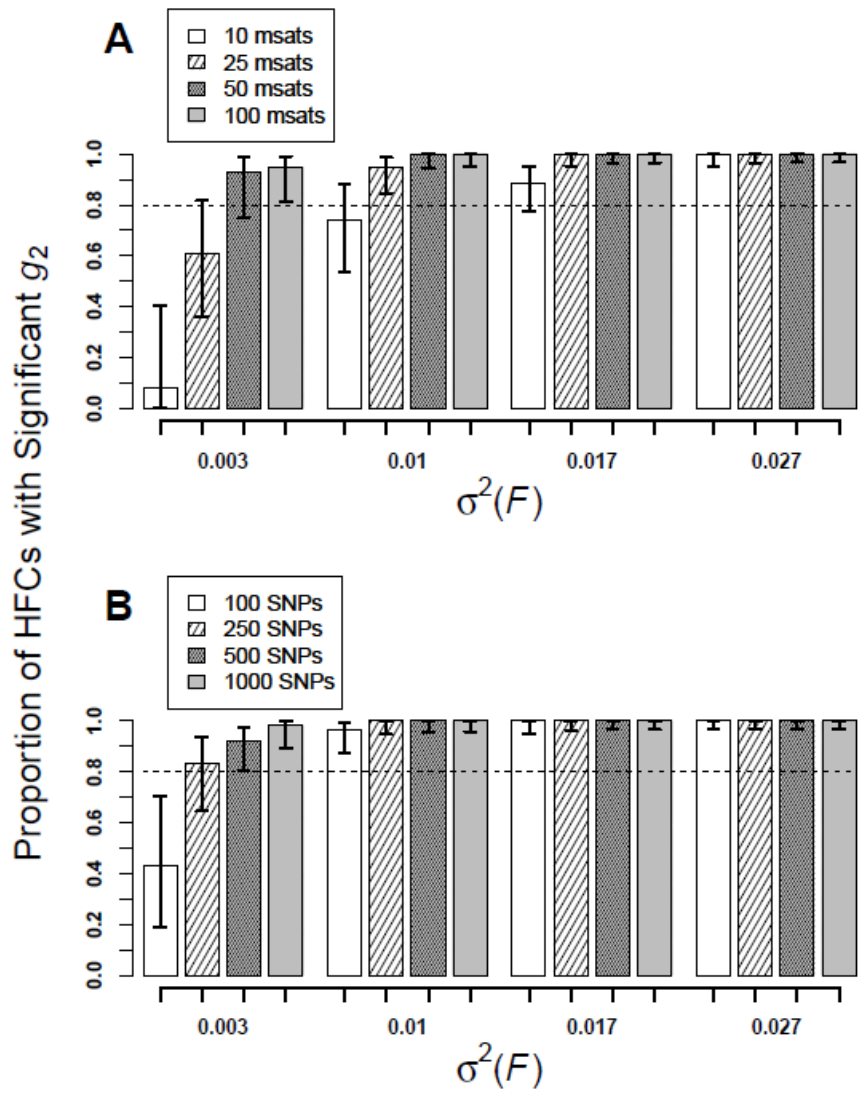 Proportion of HFCs with Significant g2
A
10 msats
25 msats
50 msats
100 msats
1.0
0.8
0.6
0.4
0.2
0.0
0.003 0.01 0.017 0.027
σ²(F)
B
100 SNPs
250 SNPs
500 SNPs
1000 SNPs
1.0
0.8
0.6
0.4
0.2
0.0
0.003 0.01 0.017 0.027
σ²(F)